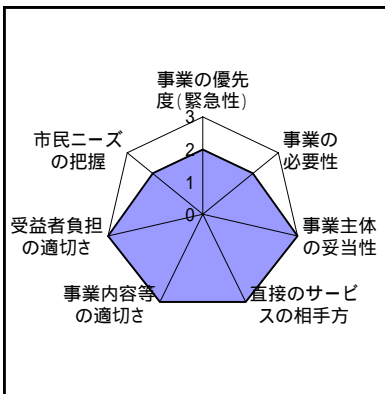 事業の優先
度(緊急性)
事業の
必要性
事業主体
の妥当性
直接のサービ
スの相手方
事業内容等
の適切さ
受益者負担
の適切さ
市民ニーズ
の把握
3
2
1
0